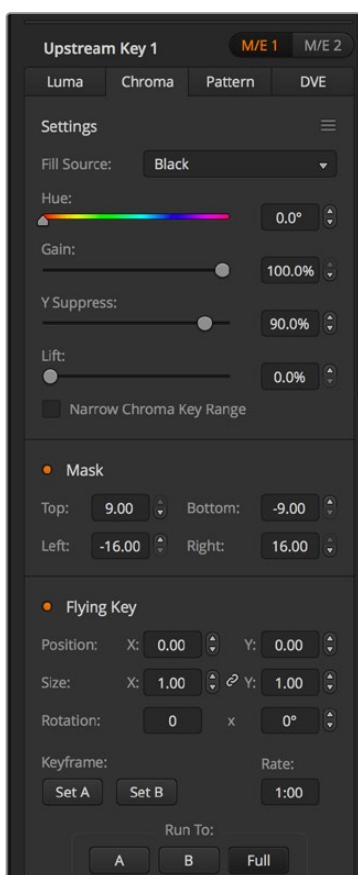 Upstream Key 1 M/E 1 M/E 2
Luma Chroma Pattern DVE
Settings
Fill Source: Black
Hue:
0.0°
Gain:
100.0%
Y Suppress:
90.0%
Lift:
0.0%
Narrow Chroma Key Range
Mask
Top: 9.00 Bottom: -9.00
Left: -16.00 Right: 16.00
Flying Key
Position: X: 0.00 Y: 0.00
Size: X: 1.00 Y: 1.00
Rotation: 0 x 0°
Keyframe: Rate:
Set A Set B 1:00
Run To:
A B Full